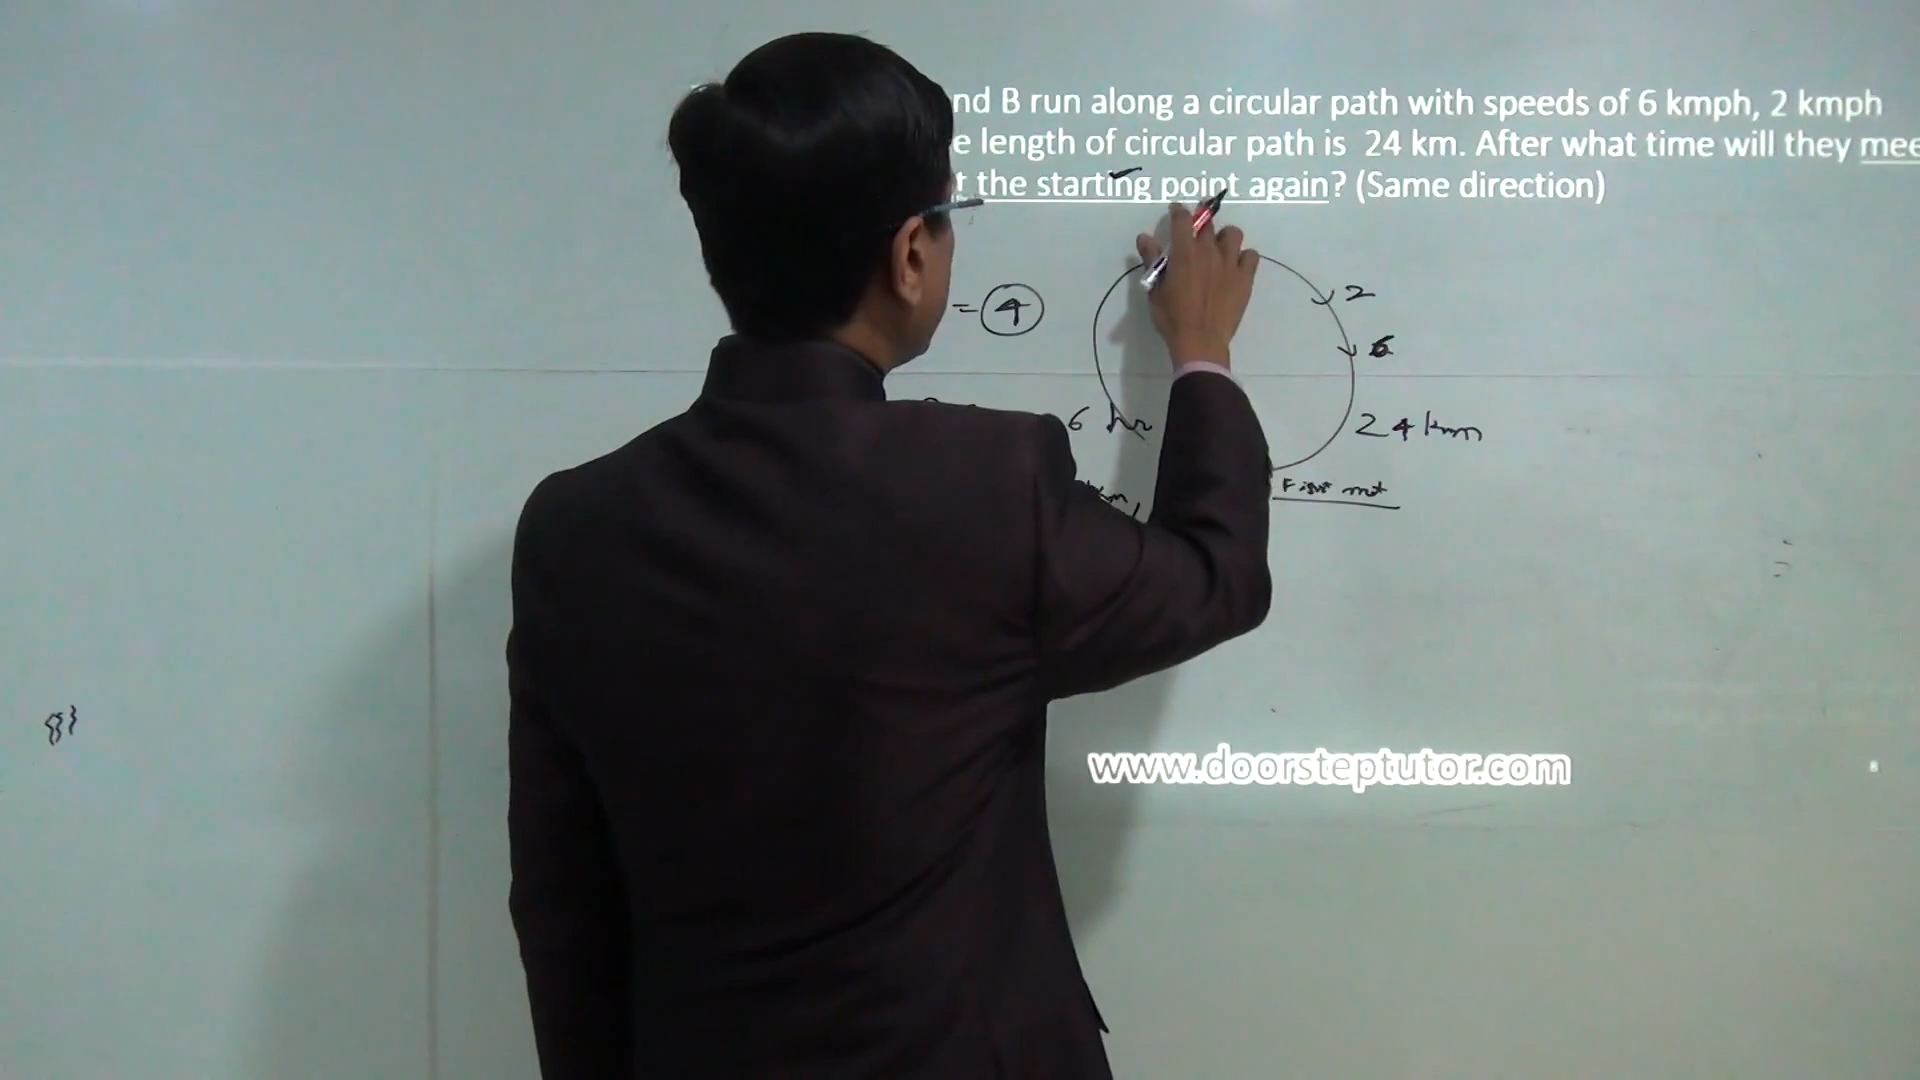 nd B run along a circular path with speeds of 6 kmph, 2 kmph
e length of circular path is 24 km. After what time will they mee
t the starting point again? (Same direction)
= 4
2
6
6 hr
24 km
km
First met
www.doorsteptutor.com